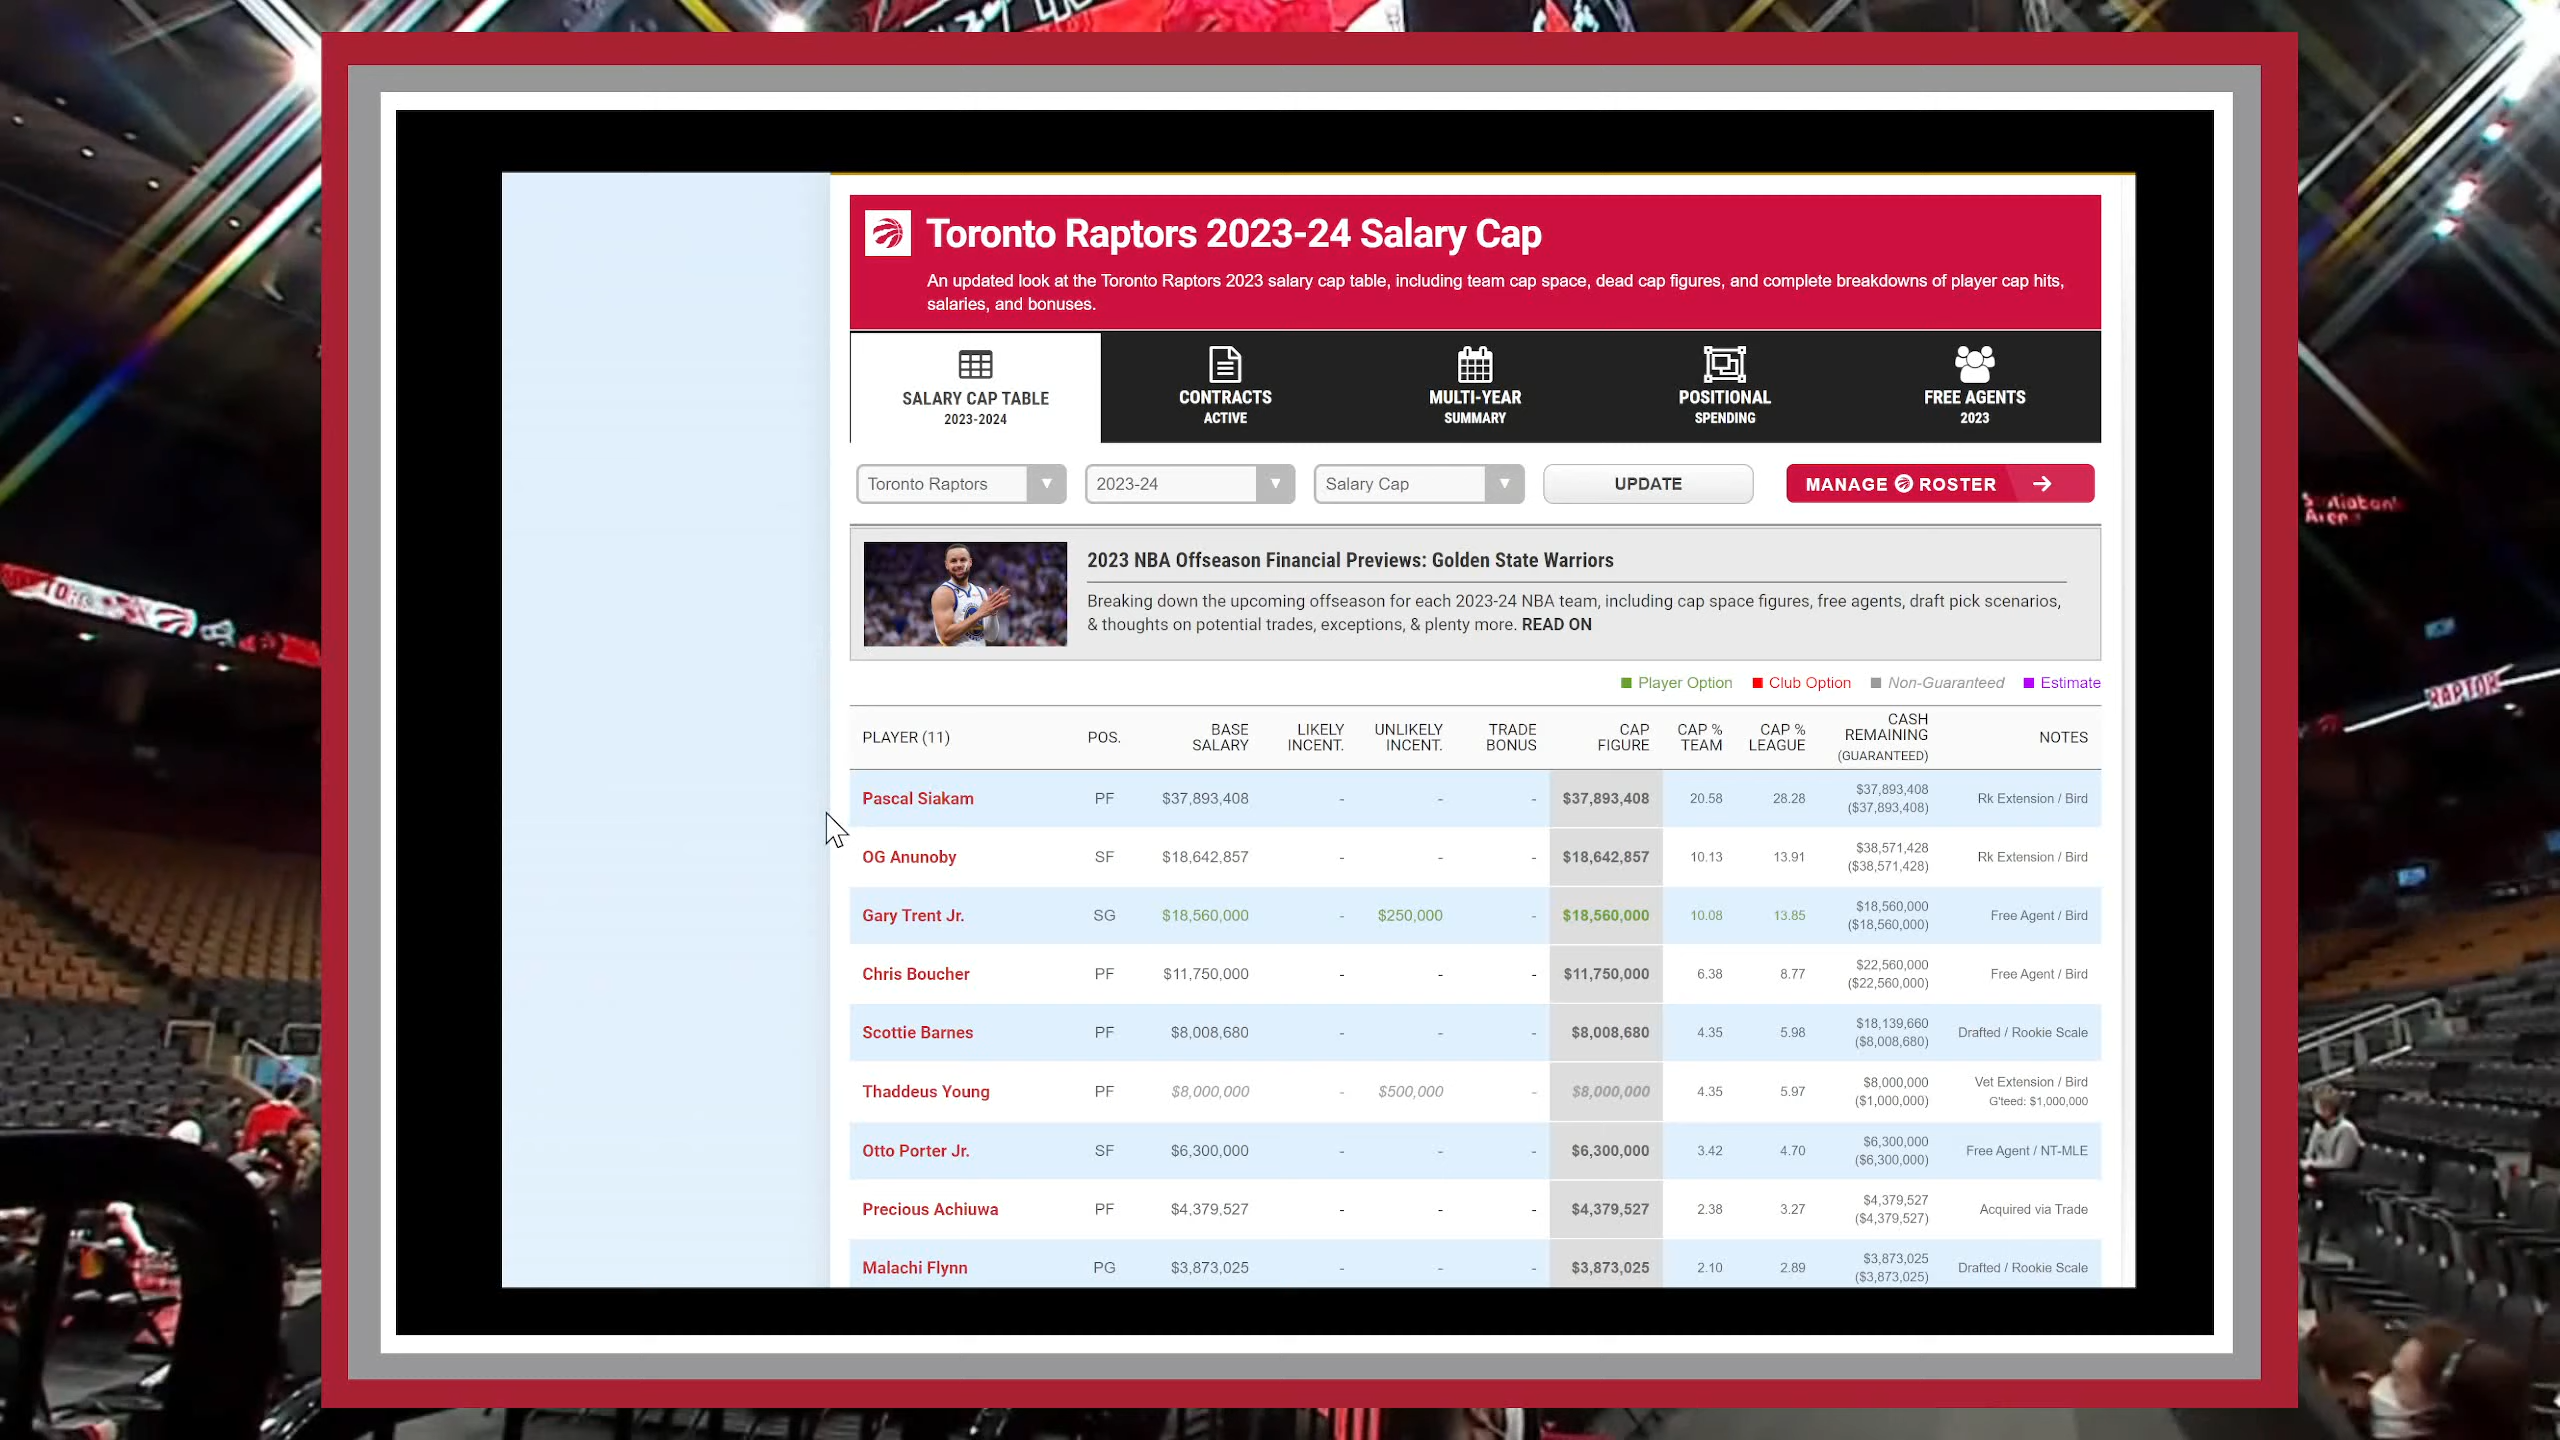 Toronto Raptors 2023-24 Salary Cap
An updated look at the Toronto Raptors 2023 salary cap table, including team cap space, dead cap figures, and complete breakdowns of player cap hits,
salaries, and bonuses.
SALARY CAP TABLE
2023-2024
CONTRACTS
ACTIVE
MULTI-YEAR
SUMMARY
POSITIONAL
SPENDING
FREE AGENTS
2023
Toronto Raptors 2023-24 Salary Cap UPDATE MANAGE ROSTER
2023 NBA Offseason Financial Previews: Golden State Warriors
Breaking down the upcoming offseason for each 2023-24 NBA team, including cap space figures, free agents, draft pick scenarios,
& thoughts on potential trades, exceptions, & plenty more. READ ON
Player Option Club Option Non-Guaranteed Estimate
PLAYER (11) POS. BASE SALARY LIKELY INCENT. UNLIKELY INCENT. TRADE BONUS CAP FIGURE CAP % TEAM CAP % LEAGUE CASH REMAINING (GUARANTEED) NOTES
Pascal Siakam PF $37,893,408 - - - $37,893,408 20.58 28.28 $37,893,408 ($37,893,408) Rk Extension / Bird
OG Anunoby SF $18,642,857 - - - $18,642,857 10.13 13.91 $38,571,428 ($38,571,428) Rk Extension / Bird
Gary Trent Jr. SG $18,560,000 - $250,000 - $18,560,000 10.08 13.85 $18,560,000 ($18,560,000) Free Agent / Bird
Chris Boucher PF $11,750,000 - - - $11,750,000 6.38 8.77 $22,560,000 ($22,560,000) Free Agent / Bird
Scottie Barnes PF $8,008,680 - - - $8,008,680 4.35 5.98 $18,139,660 ($8,008,680) Drafted / Rookie Scale
Thaddeus Young PF $8,000,000 - $500,000 - $8,000,000 4.35 5.97 $8,000,000 ($1,000,000) Vet Extension / Bird G'teed: $1,000,000
Otto Porter Jr. SF $6,300,000 - - - $6,300,000 3.42 4.70 $6,300,000 ($6,300,000) Free Agent / NT-MLE
Precious Achiuwa PF $4,379,527 - - - $4,379,527 2.38 3.27 $4,379,527 ($4,379,527) Acquired via Trade
Malachi Flynn PG $3,873,025 - - - $3,873,025 2.10 2.89 $3,873,025 ($3,873,025) Drafted / Rookie Scale
RAPTOR